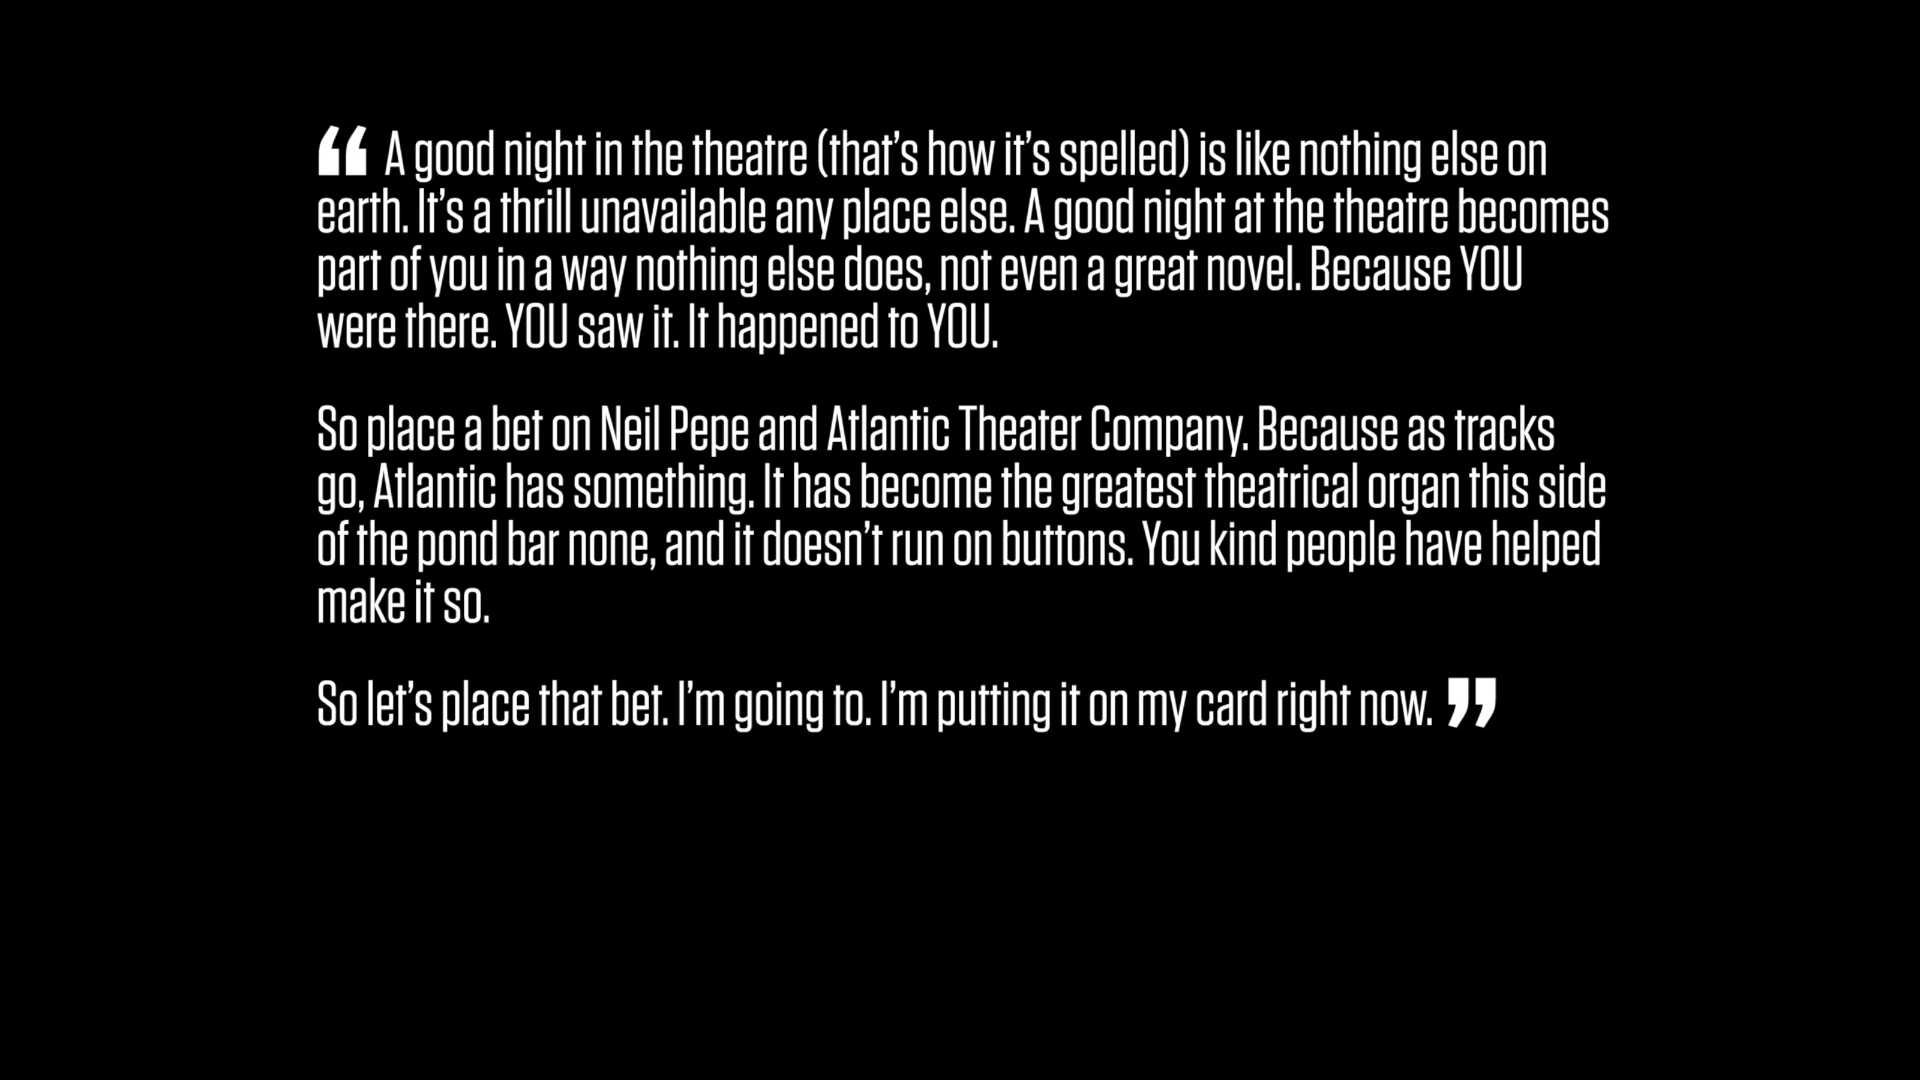 “ A good night in the theatre (that’s how it’s spelled) is like nothing else on
earth. It’s a thrill unavailable any place else. A good night at the theatre becomes
part of you in a way nothing else does, not even a great novel. Because YOU
were there. YOU saw it. It happened to YOU.
So place a bet on Neil Pepe and Atlantic Theater Company. Because as tracks
go, Atlantic has something. It has become the greatest theatrical organ this side
of the pond bar none, and it doesn’t run on buttons. You kind people have helped
make it so.
So let’s place that bet. I’m going to. I’m putting it on my card right now. ”